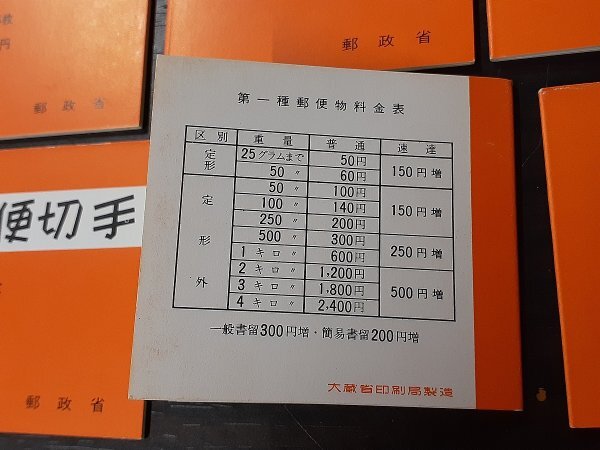 円
郵政省
郵政省
第一種郵便物料金表
区別 重量 普通 速達
定形 25グラムまで 50円 150円増
50 〃 60円
定形外 50 〃 100円 150円増
100 〃 140円
250 〃 200円
500 〃 300円 250円増
1キロ〃 600円
2キロ〃 1,200円 500円増
3キロ〃 1,800円
4キロ〃 2,400円
一般書留300円増・簡易書留200円増
大蔵省印刷局製造
便切手
郵政省